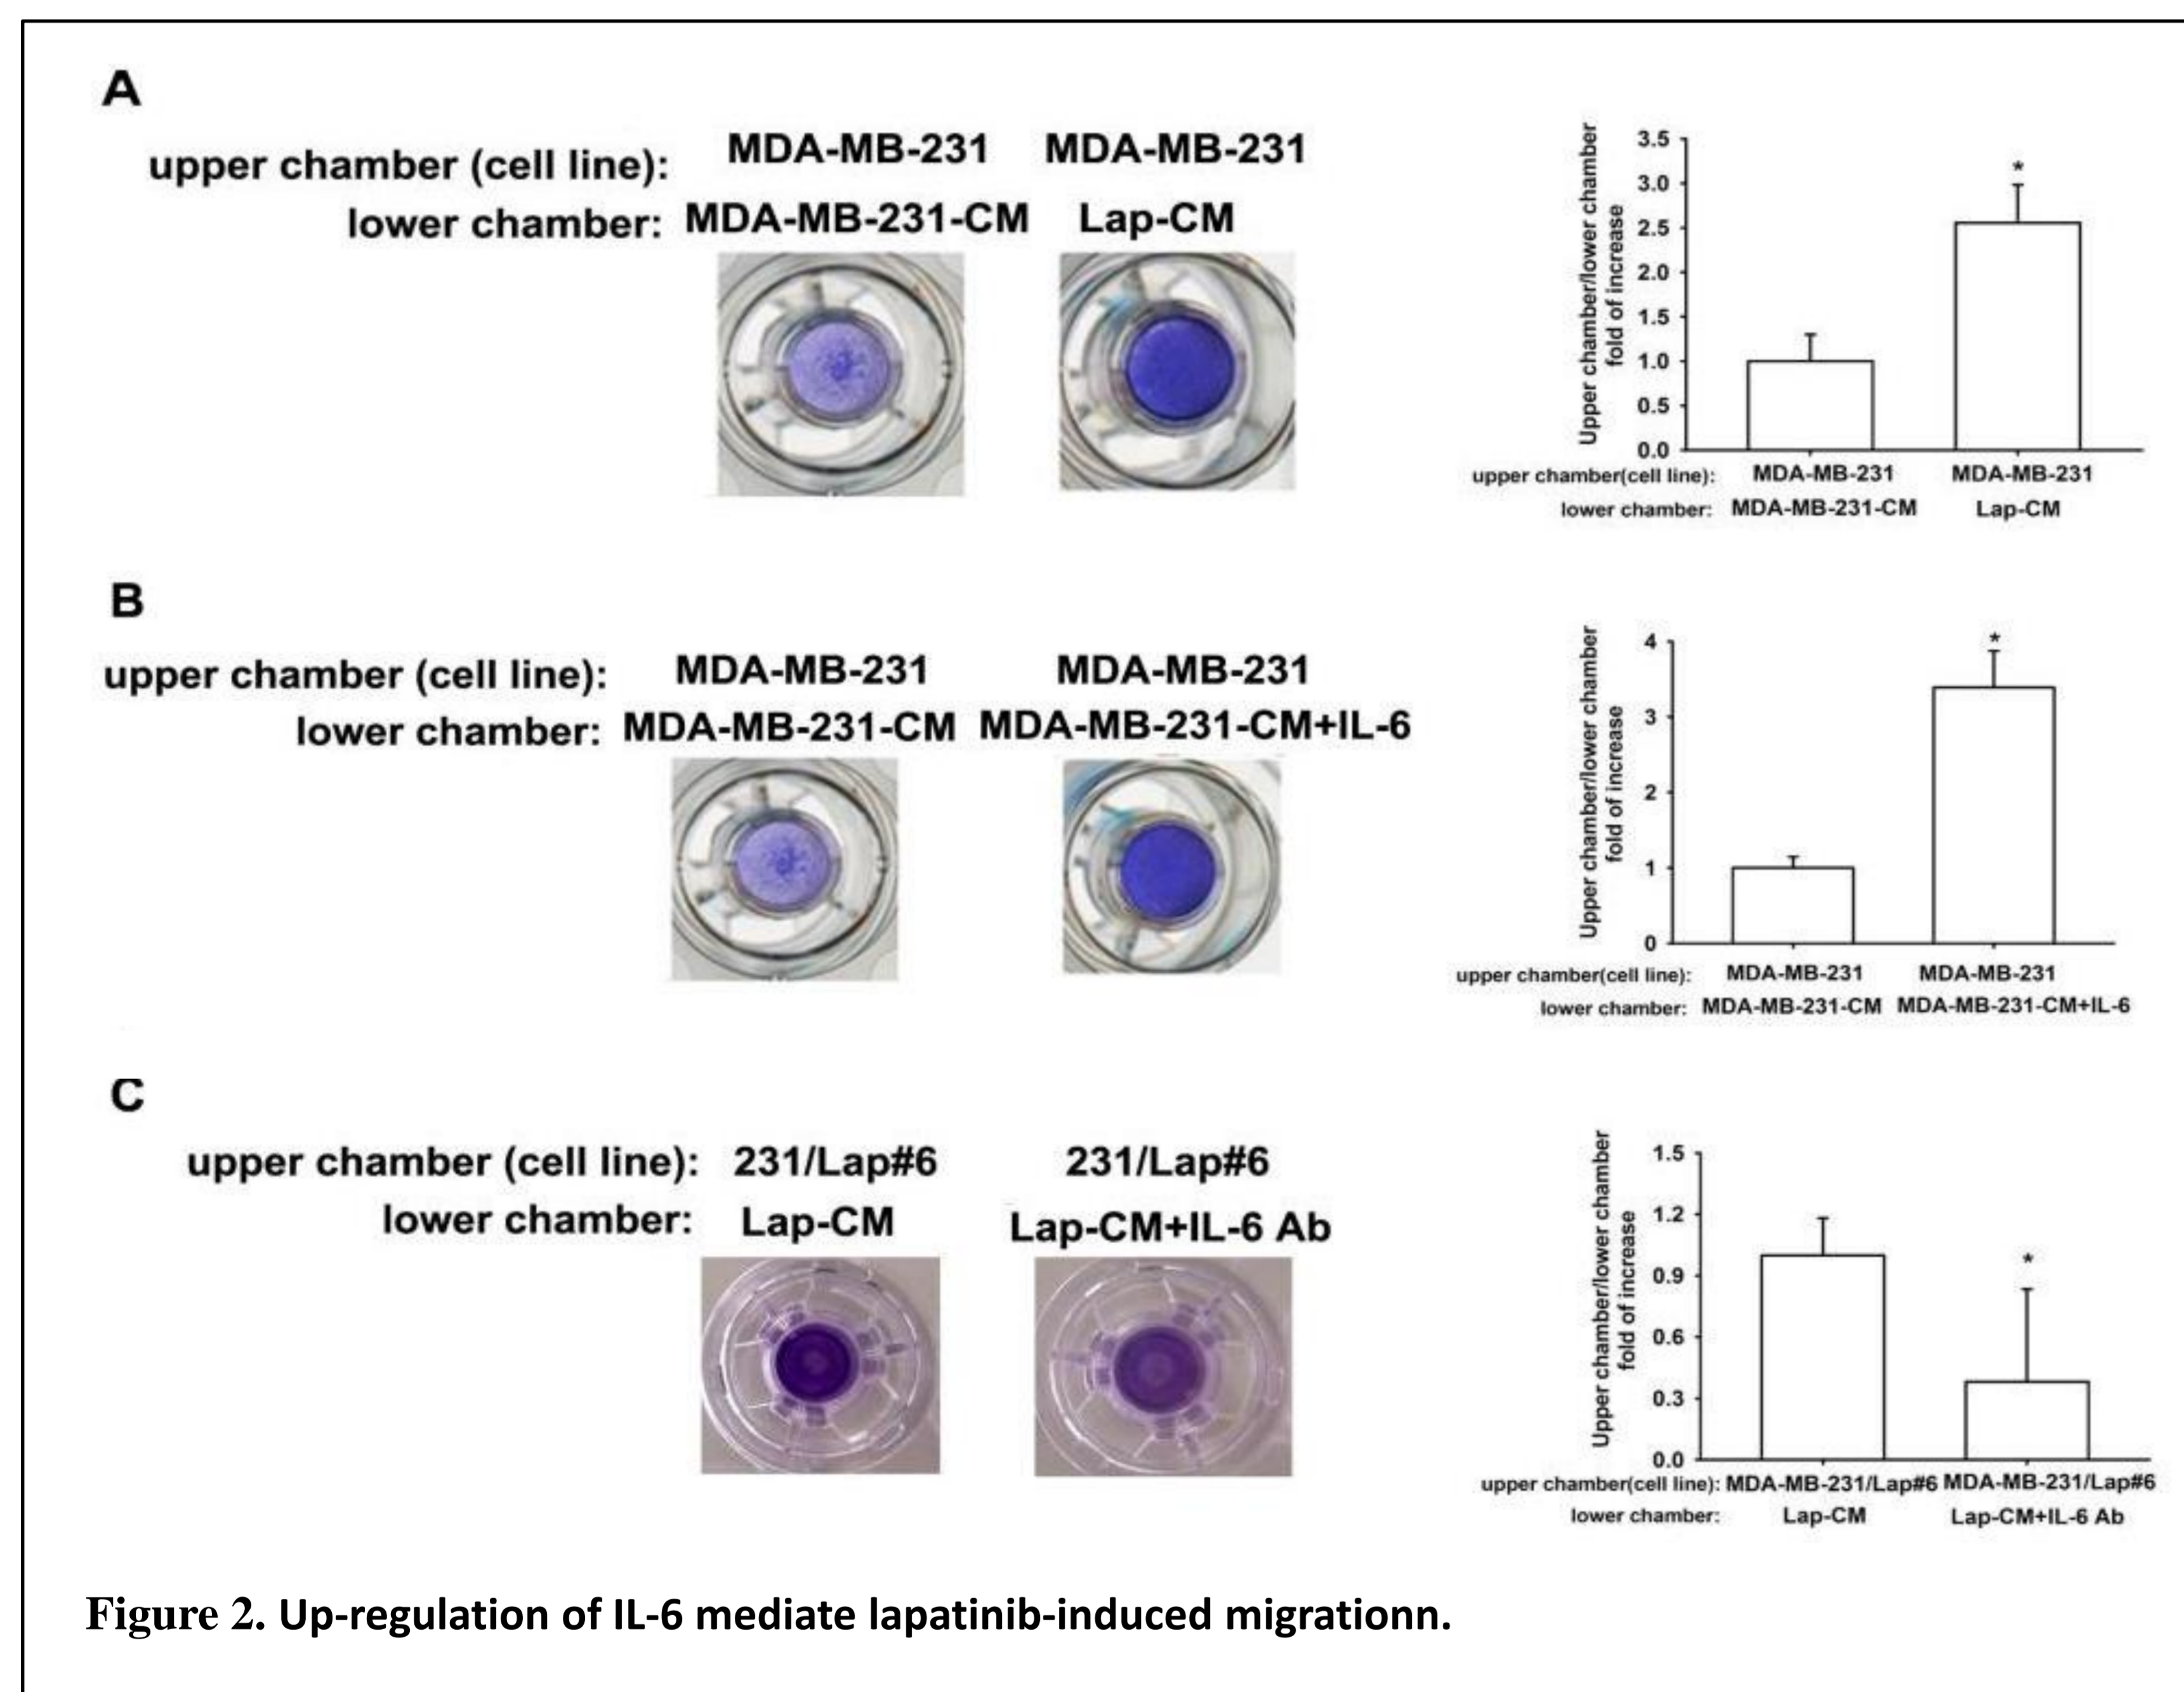 A
upper chamber (cell line): MDA-MB-231 MDA-MB-231
lower chamber: MDA-MB-231-CM Lap-CM
Upper chamber/lower chamber
fold of increase
3.5
3.0
2.5
2.0
1.5
1.0
0.5
0.0
*
upper chamber(cell line): MDA-MB-231 MDA-MB-231
lower chamber: MDA-MB-231-CM Lap-CM
B
upper chamber (cell line): MDA-MB-231 MDA-MB-231
lower chamber: MDA-MB-231-CM MDA-MB-231-CM+IL-6
Upper chamber/lower chamber
fold of increase
4
3
2
1
0
*
upper chamber(cell line): MDA-MB-231 MDA-MB-231
lower chamber: MDA-MB-231-CM MDA-MB-231-CM+IL-6
C
upper chamber (cell line): 231/Lap#6 231/Lap#6
lower chamber: Lap-CM Lap-CM+IL-6 Ab
Upper chamber/lower chamber
fold of increase
1.5
1.2
0.9
0.6
0.3
0.0
*
upper chamber(cell line): MDA-MB-231/Lap#6 MDA-MB-231/Lap#6
lower chamber: Lap-CM Lap-CM+IL-6 Ab
Figure 2. Up-regulation of IL-6 mediate lapatinib-induced migrationn.